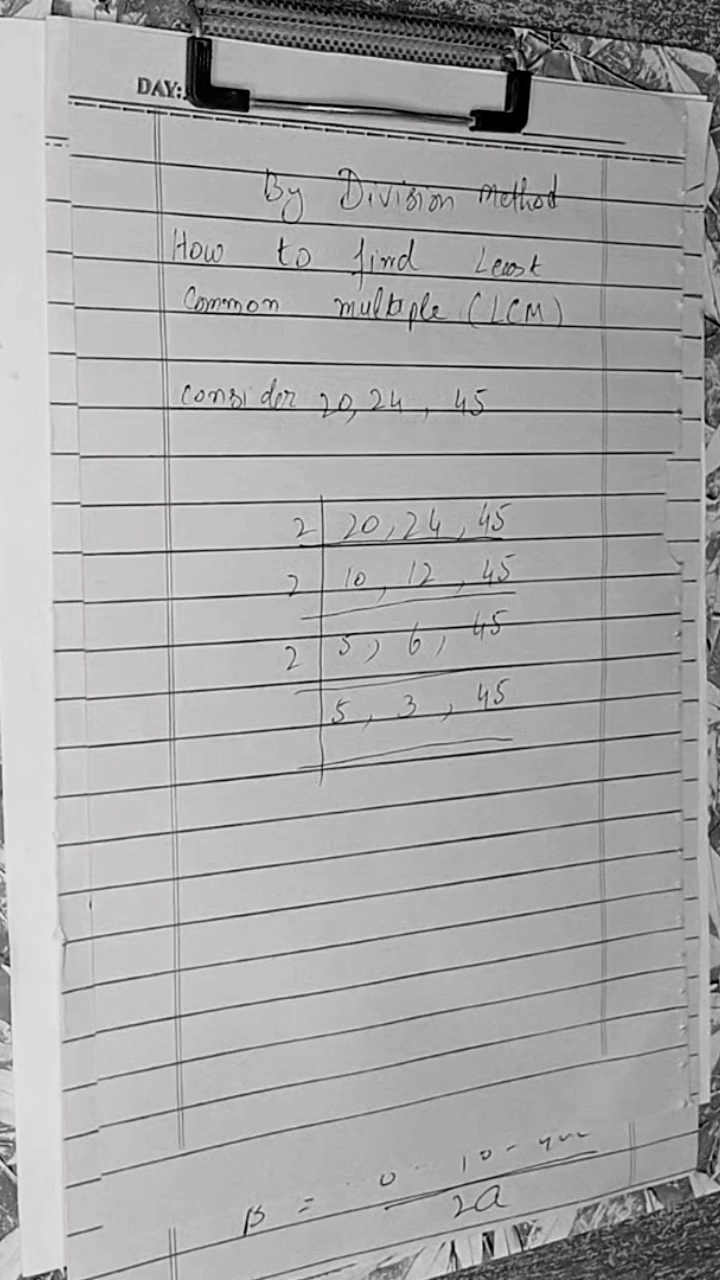 DAY:
By Division Method
How to find Least
Common multiple (LCM)
consider 20, 24, 45
2 | 20, 24, 45
2 | 10, 12, 45
2 | 5, 6, 45
5, 3, 45
β =
2a